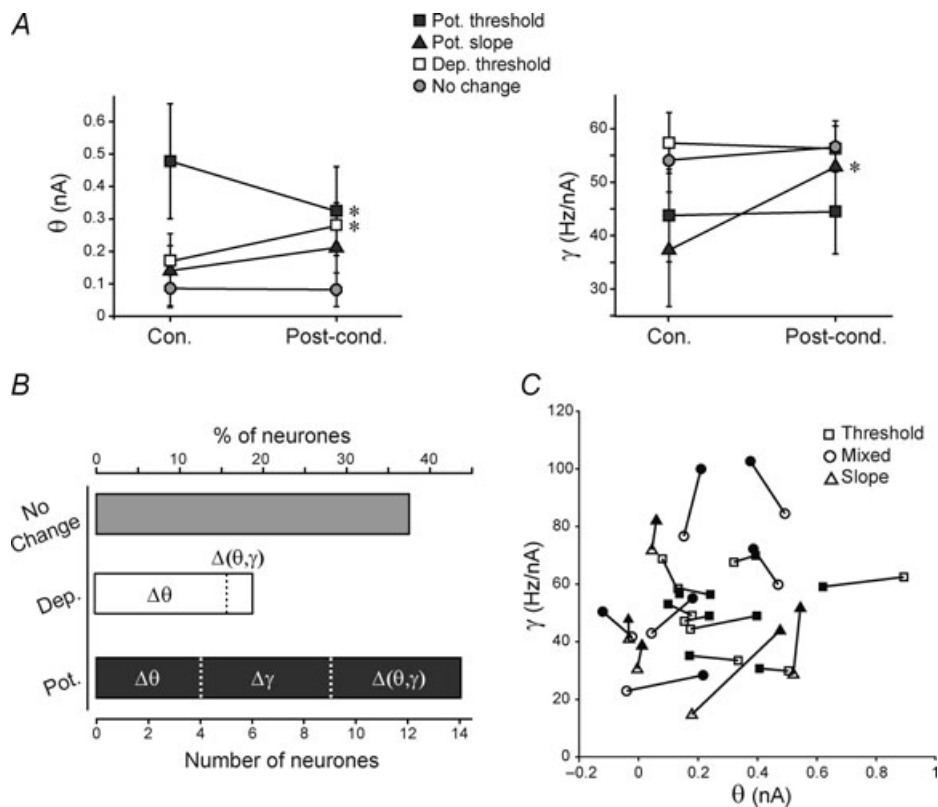 A
Pot. threshold
Pot. slope
Dep. threshold
No change
θ (nA)
0.6
0.5
0.4
0.3
0.2
0.1
0
*
*
Con.
Post-cond.
γ (Hz/nA)
60
50
40
30
*
Con.
Post-cond.
B
% of neurones
0 10 20 30 40
No Change
Dep.
Δθ
Δ(θ,γ)
Pot.
Δθ Δγ Δ(θ,γ)
0 2 4 6 8 10 12 14
Number of neurones
C
γ (Hz/nA)
120
100
80
60
40
20
0
Threshold
Mixed
Slope
–0.2 0 0.2 0.4 0.6 0.8 1
θ (nA)